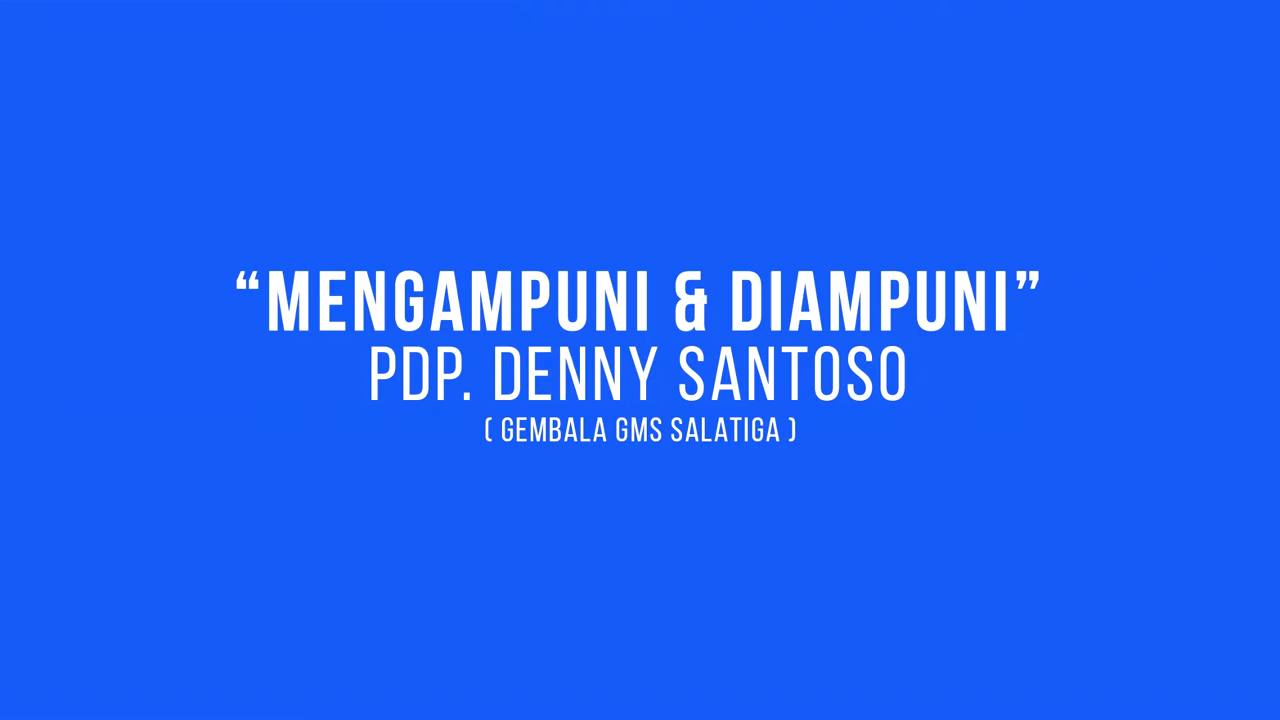 “MENGAMPUNI & DIAMPUNI”
PDP. DENNY SANTOSO
( GEMBALA GMS SALATIGA )